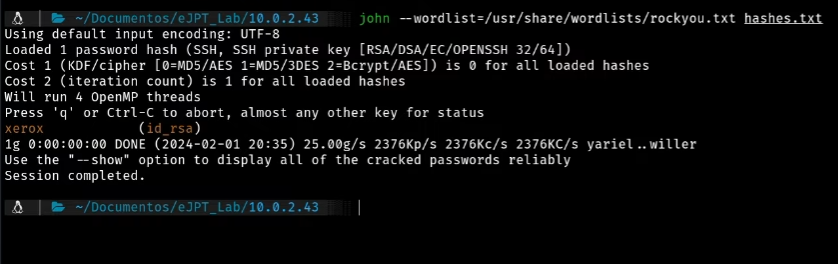 ~/Documentos/eJPT_Lab/10.0.2.43 john --wordlist=/usr/share/wordlists/rockyou.txt hashes.txt
Using default input encoding: UTF-8
Loaded 1 password hash (SSH, SSH private key [RSA/DSA/EC/OPENSSH 32/64])
Cost 1 (KDF/cipher [0=MD5/AES 1=MD5/3DES 2=Bcrypt/AES]) is 0 for all loaded hashes
Cost 2 (iteration count) is 1 for all loaded hashes
Will run 4 OpenMP threads
Press 'q' or Ctrl-C to abort, almost any other key for status
xerox (id_rsa)
1g 0:00:00:00 DONE (2024-02-01 20:35) 25.00g/s 2376Kp/s 2376Kc/s 2376KC/s yariel..willer
Use the "--show" option to display all of the cracked passwords reliably
Session completed.
~/Documentos/eJPT_Lab/10.0.2.43